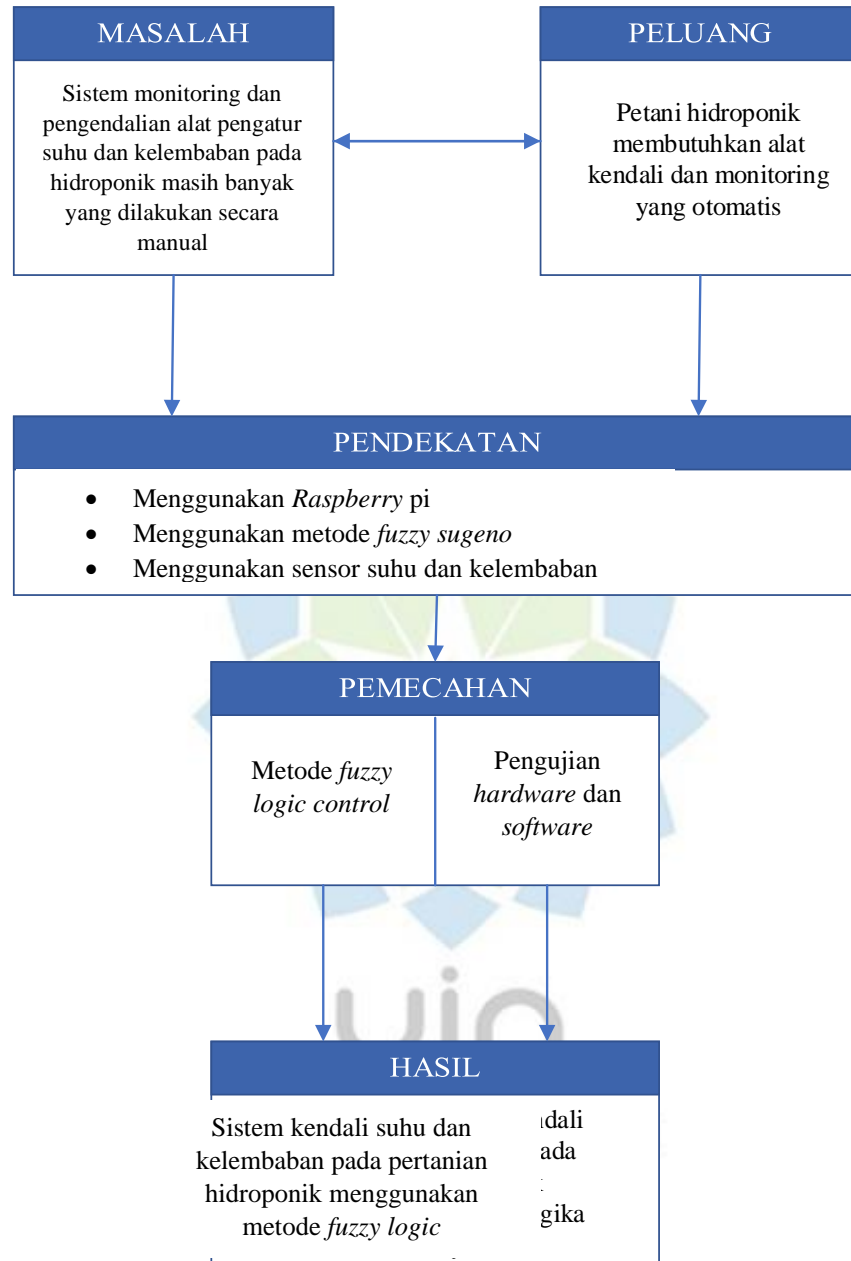 MASALAH
Sistem monitoring dan
pengendalian alat pengatur
suhu dan kelembaban pada
hidroponik masih banyak
yang dilakukan secara
manual
PELUANG
Petani hidroponik
membutuhkan alat
kendali dan monitoring
yang otomatis
PENDEKATAN
• Menggunakan Raspberry pi
• Menggunakan metode fuzzy sugeno
• Menggunakan sensor suhu dan kelembaban
PEMECAHAN
Metode fuzzy
logic control
Pengujian
hardware dan
software
uin
HASIL
Sistem kendali suhu dan
kelembaban pada pertanian
hidroponik menggunakan
metode fuzzy logic